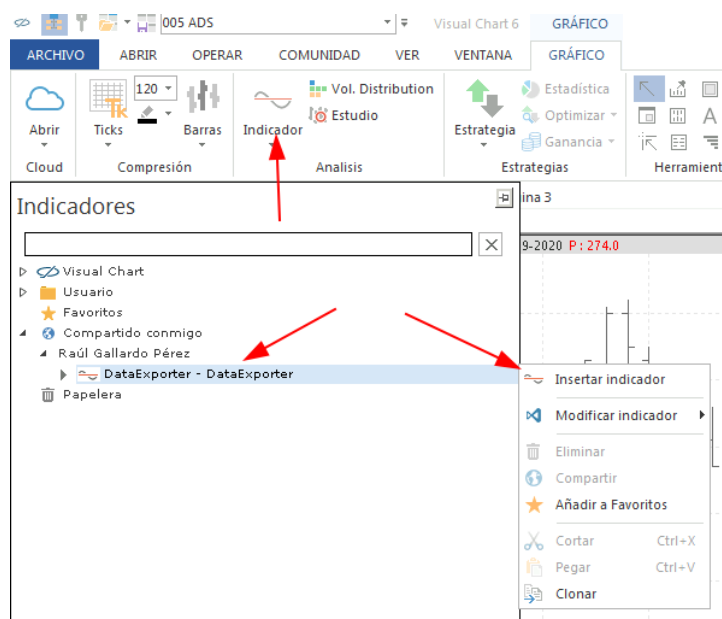 005 ADS
Visual Chart 6
GRÁFICO
ARCHIVO
ABRIR
OPERAR
COMUNIDAD
VER
VENTANA
GRÁFICO
Abrir
Tk
Ticks
120
Barras
Indicador
Vol. Distribution
Estudio
Estrategia
Estadística
Optimizar
Ganancia
A
Cloud
Compresión
Analisis
Estrategias
Herramient
Indicadores
ina 3
9-2020 P: 274.0
Visual Chart
Usuario
Favoritos
Compartido conmigo
Raúl Gallardo Pérez
DataExporter - DataExporter
Papelera
Insertar indicador
Modificar indicador
Eliminar
Compartir
Añadir a Favoritos
Cortar Ctrl+X
Pegar Ctrl+V
Clonar